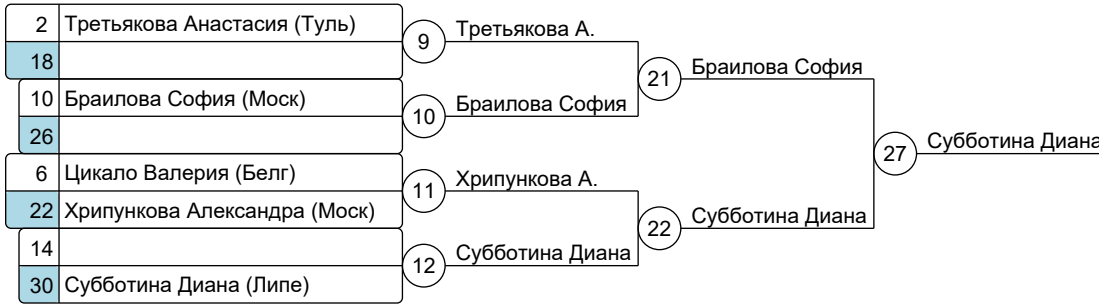 2 Третьякова Анастасия (Туль)
9
Третьякова А.
18
21
Браилова София
10 Браилова София (Моск)
10
Браилова София
26
27
Субботина Диана
6 Цикало Валерия (Белг)
11
Хрипункова А.
22 Хрипункова Александра (Моск)
22
Субботина Диана
14
12
Субботина Диана
30 Субботина Диана (Липе)